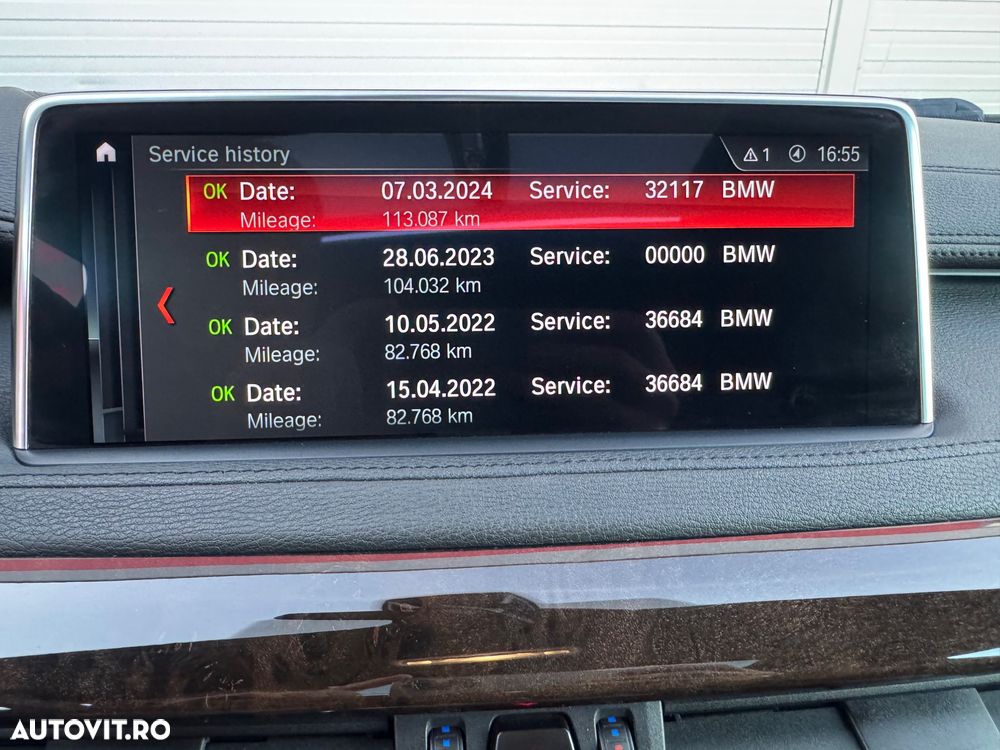 Service history
1 16:55
OK Date: 07.03.2024 Service: 32117 BMW
Mileage: 113.087 km
OK Date: 28.06.2023 Service: 00000 BMW
Mileage: 104.032 km
OK Date: 10.05.2022 Service: 36684 BMW
Mileage: 82.768 km
OK Date: 15.04.2022 Service: 36684 BMW
Mileage: 82.768 km
AUTOVIT.RO